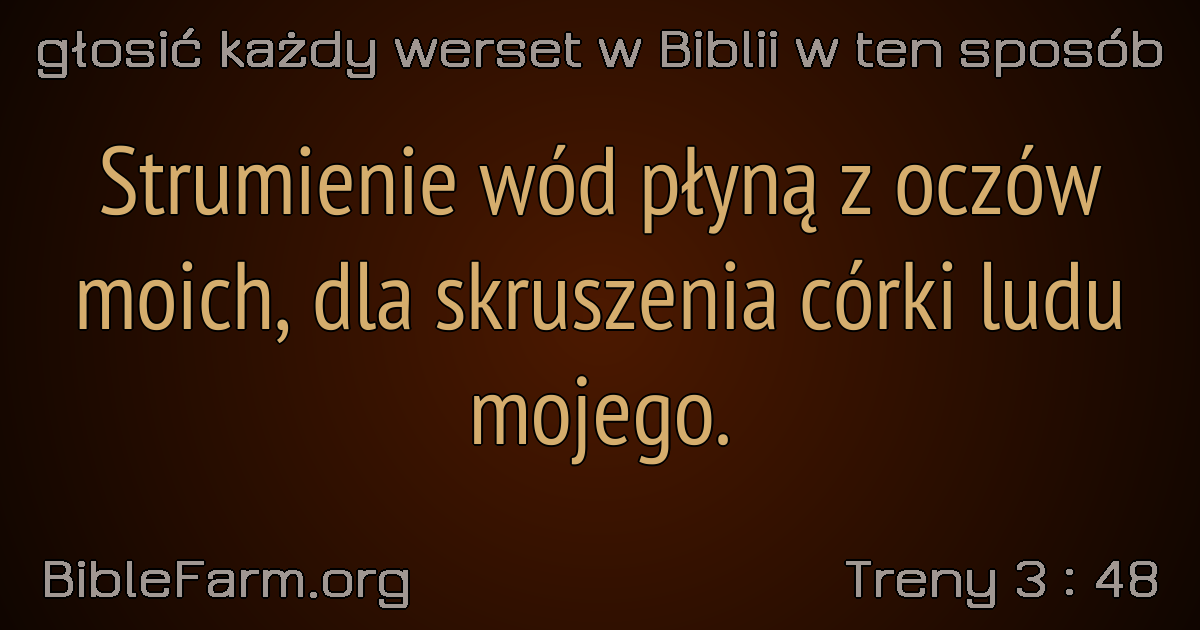 głosić każdy werset w Biblii w ten sposób
Strumienie wód płyną z oczów
moich, dla skruszenia córki ludu
mojego.
BibleFarm.org
Treny 3 : 48